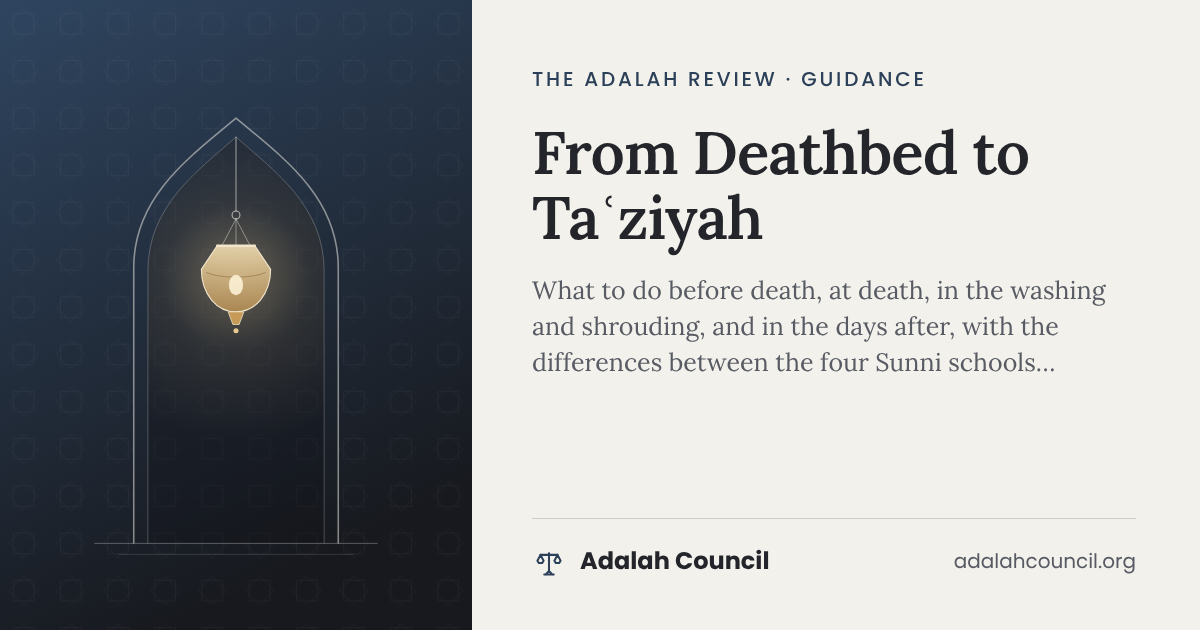 THE ADALAH REVIEW · GUIDANCE
From Deathbed to
Taʿziyah
What to do before death, at death, in the washing
and shrouding, and in the days after, with the
differences between the four Sunni schools…
Adalah Council
adalahcouncil.org